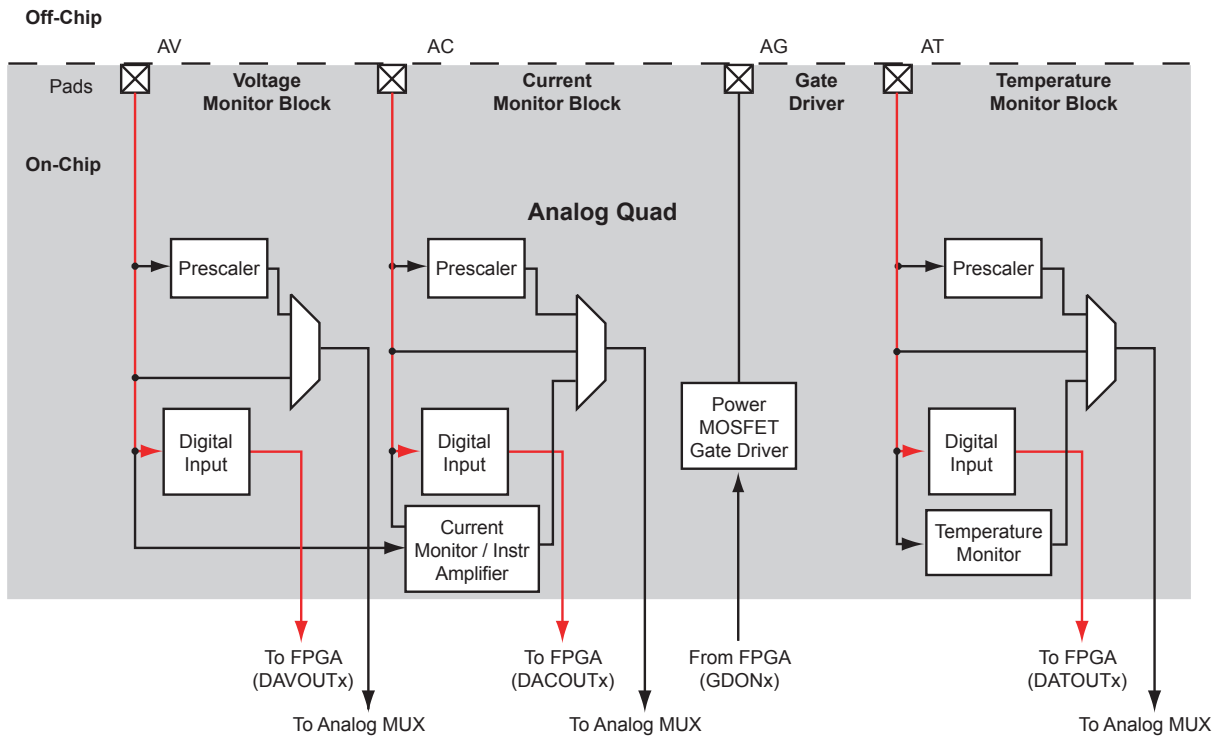 Off-Chip
AV
AC
AG
AT
Pads
Voltage
Monitor Block
Current
Monitor Block
Gate
Driver
Temperature
Monitor Block
On-Chip
Analog Quad
Prescaler
Prescaler
Prescaler
Power
MOSFET
Gate Driver
Digital
Input
Digital
Input
Digital
Input
Current
Monitor / Instr
Amplifier
Temperature
Monitor
To FPGA
(DAVOUTx)
To FPGA
(DACOUTx)
From FPGA
(GDONx)
To FPGA
(DATOUTx)
To Analog MUX
To Analog MUX
To Analog MUX